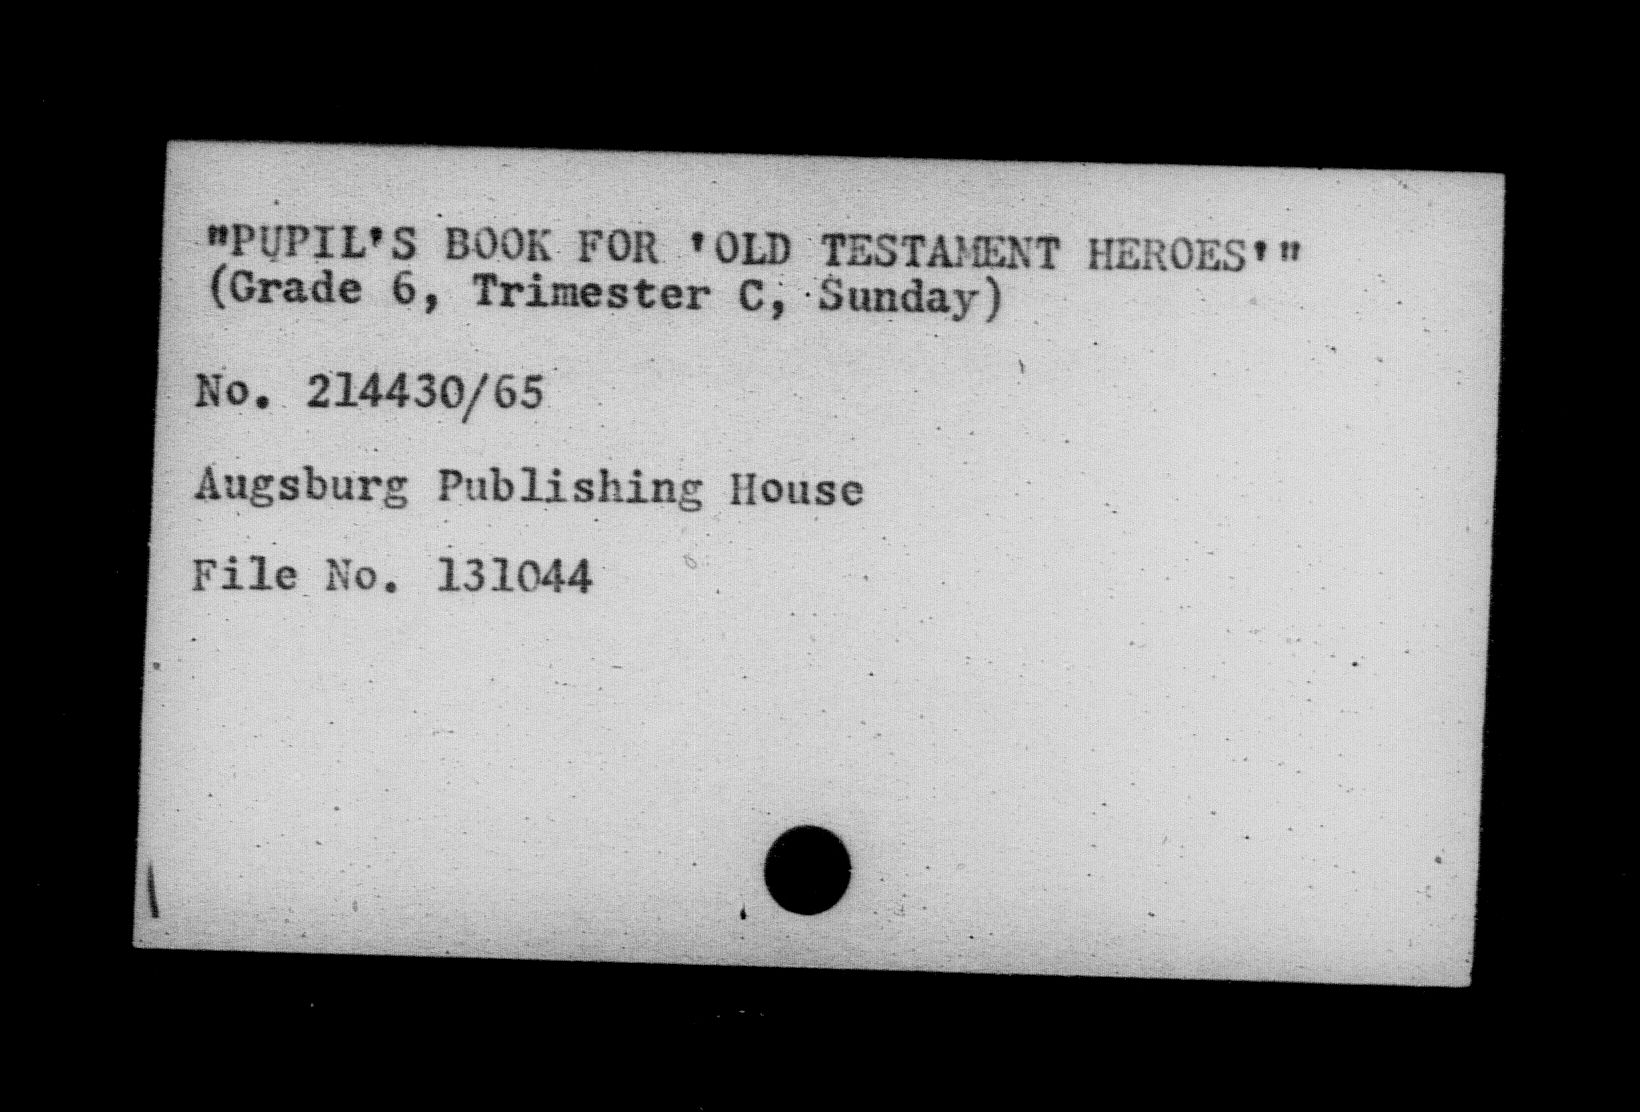 "PUPIL'S BOOK FOR 'OLD TESTAMENT HEROES'"
(Grade 6, Trimester C, Sunday)
No. 214430/65
Augsburg Publishing House
File No. 131044